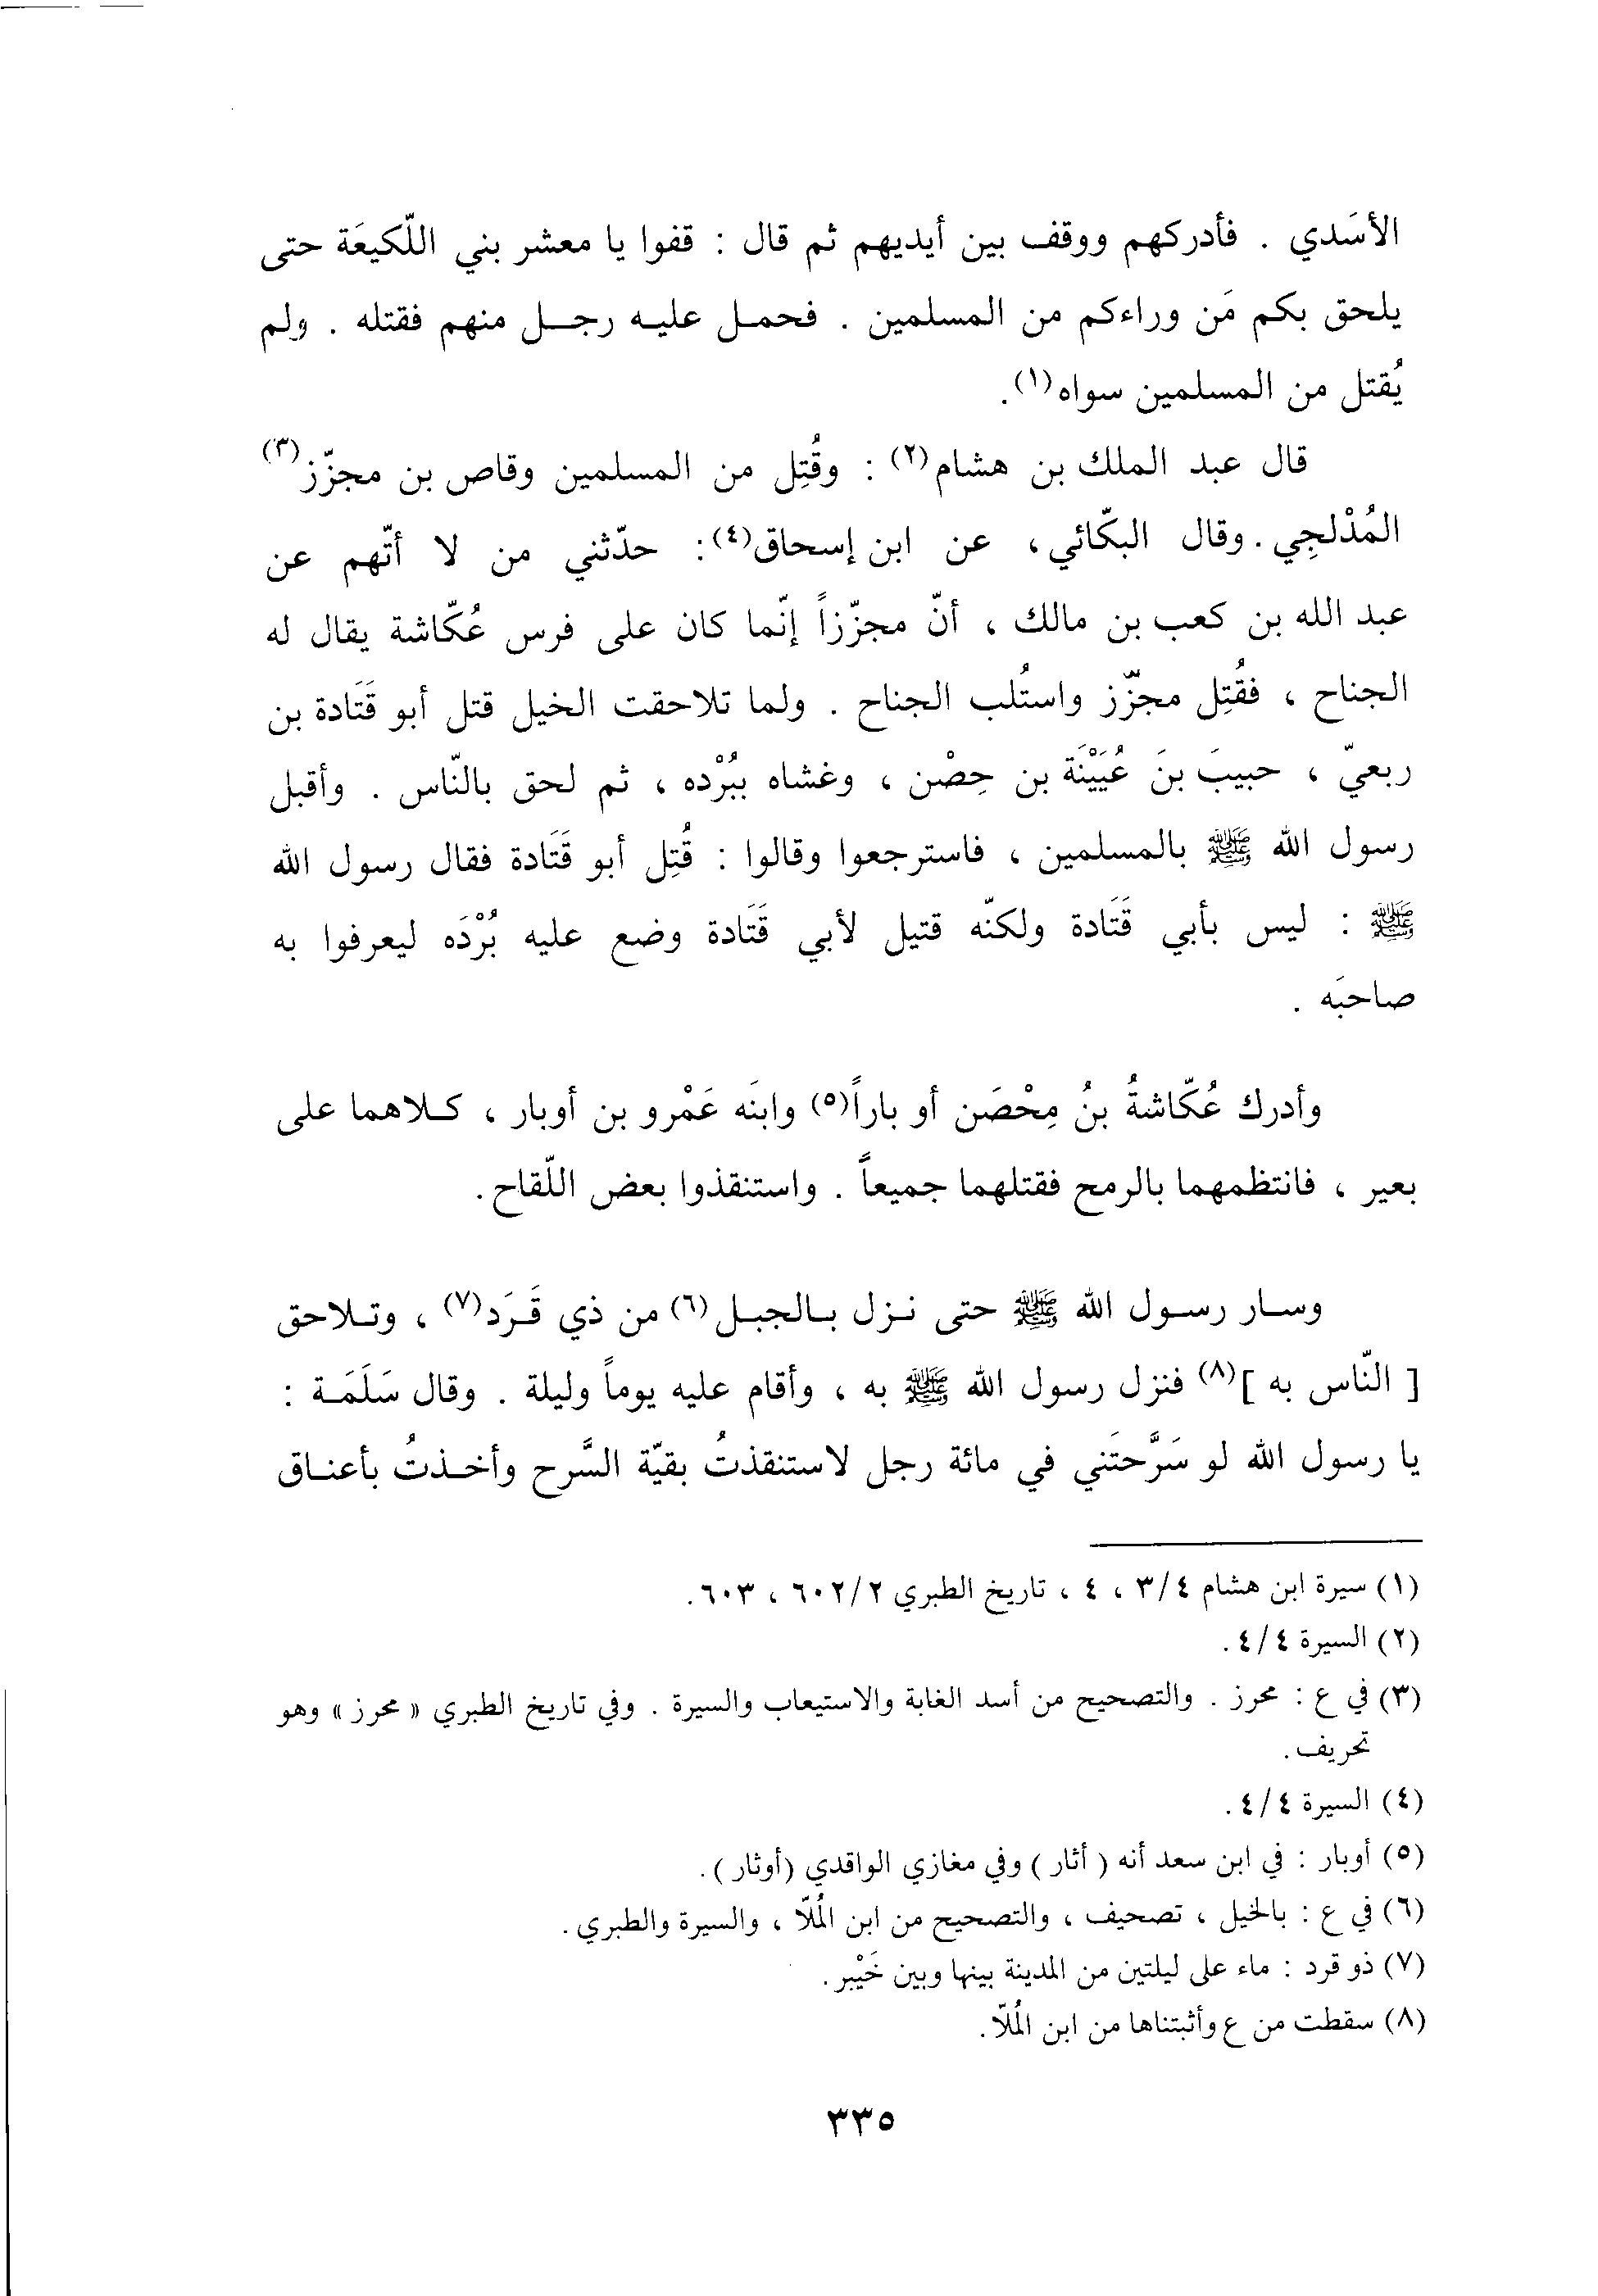 الأسَدي . فأدركهم ووقف بين أيديهم ثم قال : قفوا يا معشر بني اللّكيعَة حتى
يلحق بكم مَن وراءكم من المسلمين . فحمل عليه رجل منهم فقتله . ولم
يُقتل من المسلمين سواه(١).
قال عبد الملك بن هشام(٢) : وقُتِل من المسلمين وقاص بن مجزّز(٣)
المُدْلجِي. وقال البكّائي، عن ابن إسحاق(٤): حدّثني من لا أتّهم عن
عبد الله بن كعب بن مالك ، أنّ مجزّزاً إنّما كان على فرس عُكّاشة يقال له
الجناح ، فقُتِل مجزّز واستُلب الجناح . ولما تلاحقت الخيل قتل أبو قَتَادة بن
ربعيّ ، حبيبَ بنَ عُيَيْنَة بن حِصْن ، وغشاه ببُرْده ، ثم لحق بالنّاس . وأقبل
رسول الله ﷺ بالمسلمين ، فاسترجعوا وقالوا : قُتِل أبو قَتَادة فقال رسول الله
ﷺ : ليس بأبي قَتَادة ولكنّه قتيل لأبي قَتَادة وضع عليه بُرْدَه ليعرفوا به
صاحبَه .
وأدرك عُكّاشةُ بنُ مِحْصَن أو باراً(٥) وابنَه عَمْرو بن أوبار ، كلاهما على
بعير ، فانتظمهما بالرمح فقتلهما جميعاً . واستنقذوا بعض اللّقاح.
وسار رسول الله ﷺ حتى نزل بالجبل(٦) من ذي قَرَد(٧) ، وتلاحق
[ النّاس به ](٨) فنزل رسول الله ﷺ به ، وأقام عليه يوماً وليلة . وقال سَلَمَة :
يا رسول الله لو سَرَّحتَني في مائة رجل لاستنقذتُ بقيّة السَّرح وأخذتُ بأعناق
(١) سيرة ابن هشام ٣/٤ ، ٤ ، تاريخ الطبري ٦٠٢/٢ ، ٦٠٣.
(٢) السيرة ٤/٤.
(٣) في ع : محرز . والتصحيح من أسد الغابة والاستيعاب والسيرة . وفي تاريخ الطبري « محرز » وهو
تحريف.
(٤) السيرة ٤/٤.
(٥) أوبار : في ابن سعد أنه ( أثار ) وفي مغازي الواقدي (أوثار ).
(٦) في ع : بالخيل ، تصحيف ، والتصحيح من ابن المُلّا ، والسيرة والطبري.
(٧) ذو قرد : ماء على ليلتين من المدينة بينها وبين خَيْبر.
(٨) سقطت من ع وأثبتناها من ابن المُلّا.
٣٣٥